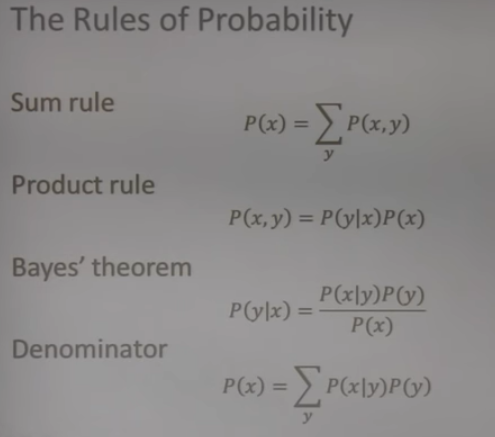 The Rules of Probability
Sum rule
P(x) = ∑_y P(x,y)
Product rule
P(x,y) = P(y|x)P(x)
Bayes’ theorem
P(y|x) = P(x|y)P(y) / P(x)
Denominator
P(x) = ∑_y P(x|y)P(y)